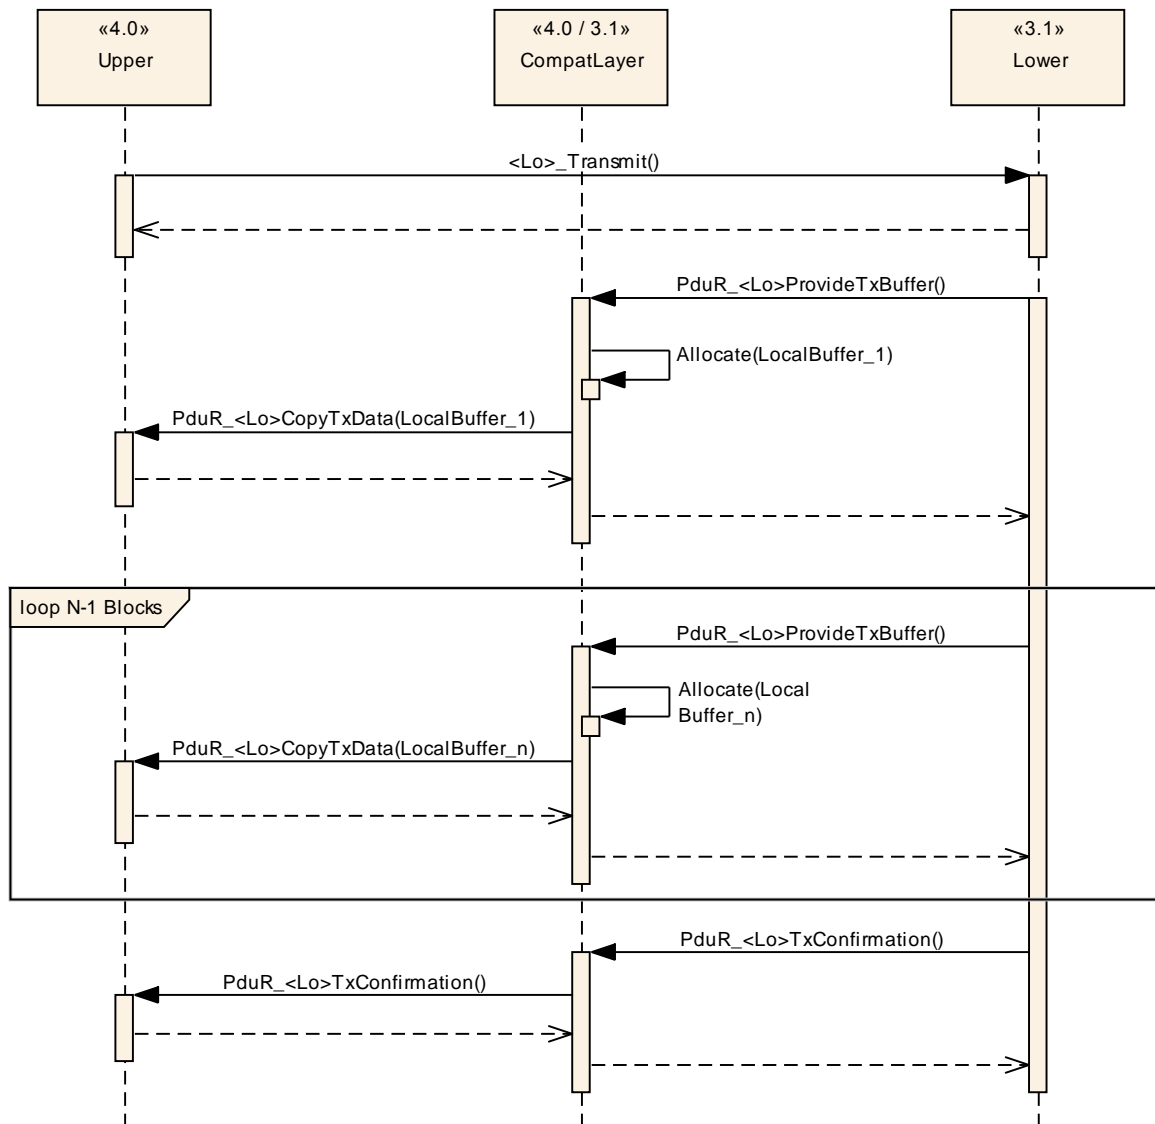 «4.0»
Upper
«4.0 / 3.1»
CompatLayer
«3.1»
Lower
<Lo>_Transmit()
PduR_<Lo>ProvideTxBuffer()
Allocate(LocalBuffer_1)
PduR_<Lo>CopyTxData(LocalBuffer_1)
loop N-1 Blocks
PduR_<Lo>ProvideTxBuffer()
Allocate(Local
Buffer_n)
PduR_<Lo>CopyTxData(LocalBuffer_n)
PduR_<Lo>TxConfirmation()
PduR_<Lo>TxConfirmation()